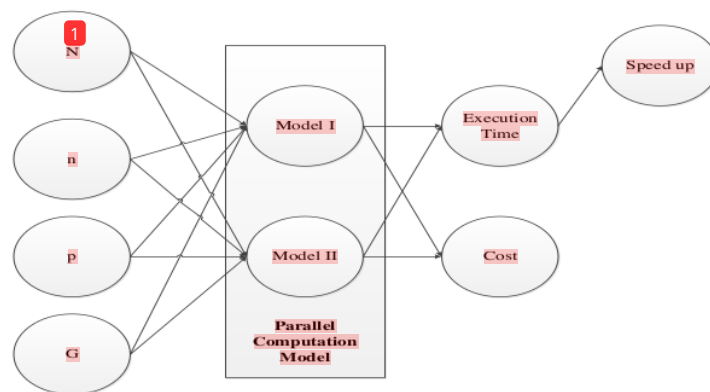 1
N
n
p
G
Model I
Model II
Parallel
Computation
Model
Execution
Time
Cost
Speed up